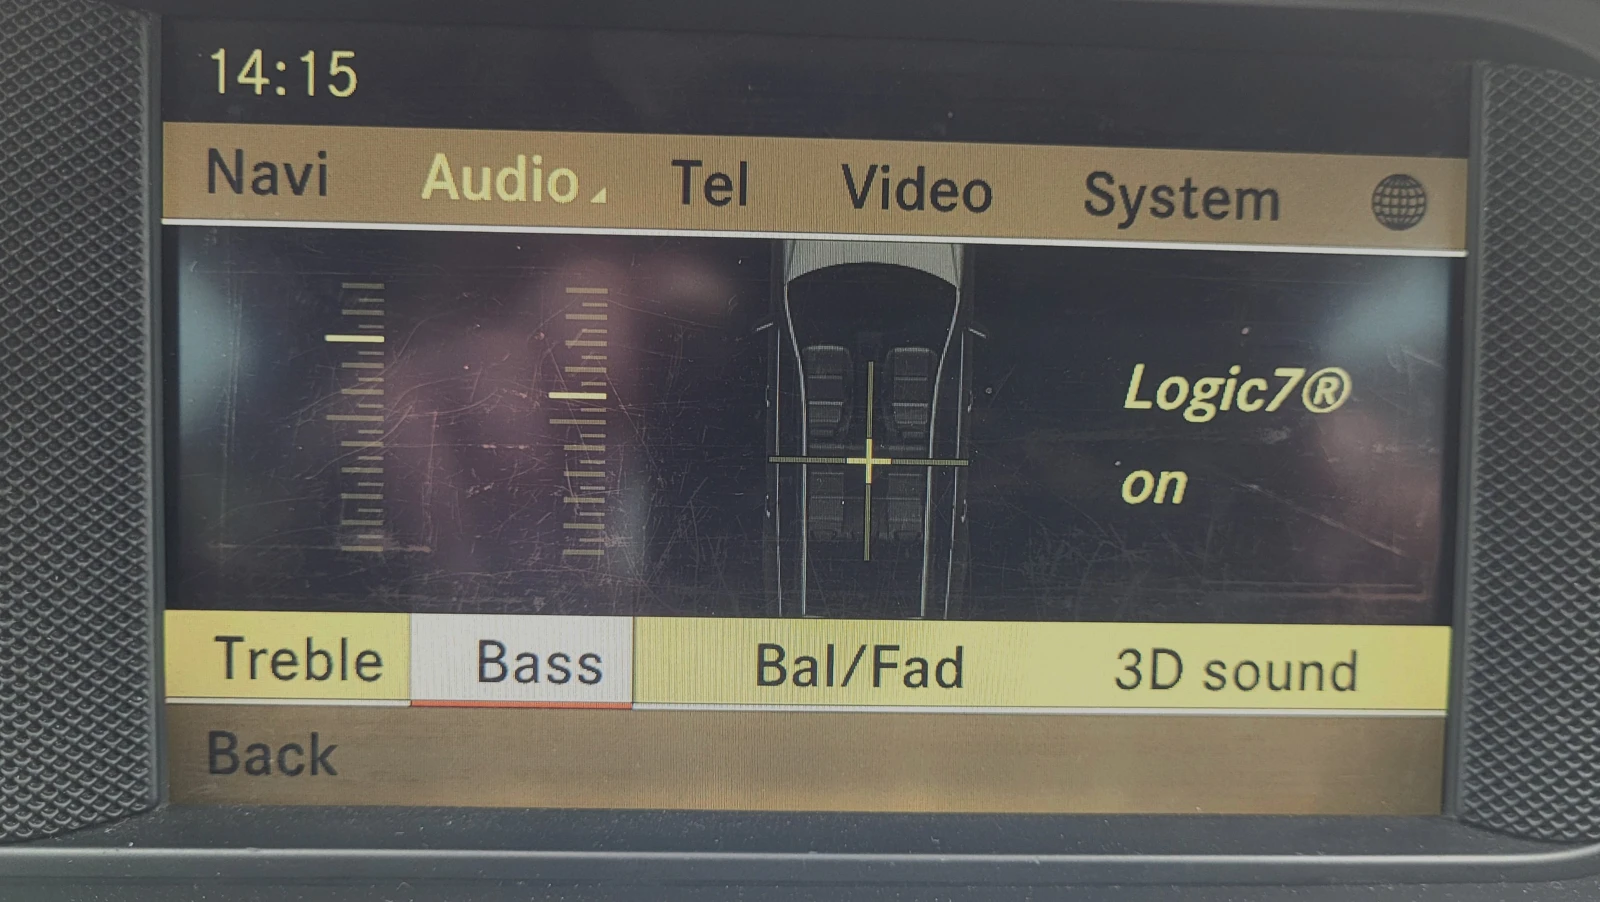 14:15
Navi Audio Tel Video System
Logic7®
on
Treble Bass Bal/Fad 3D sound
Back